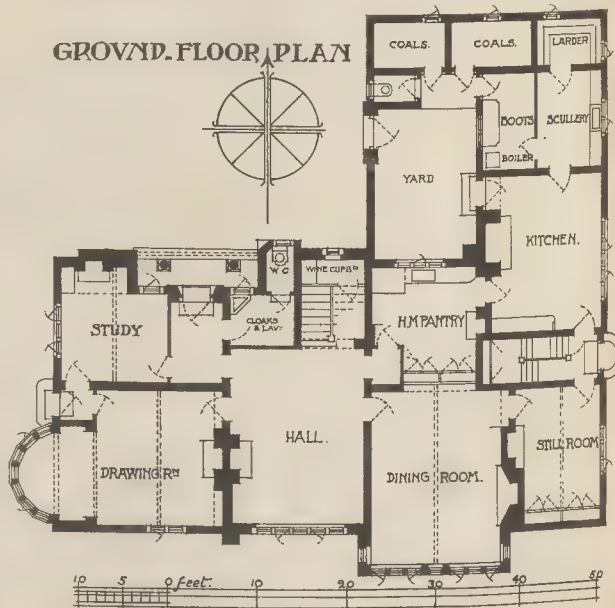 GROVND. FLOOR PLAN
COALS.
COALS.
LARDER
BOOTS
SCULLERY
BOILER
YARD
KITCHEN.
W.C
WINE CUPBD
STUDY
CLOAKS
& LAVY
H.M PANTRY
HALL.
DRAWING RM
DINING ROOM.
STILL ROOM
10 5 0 feet. 10 20 30 40 50